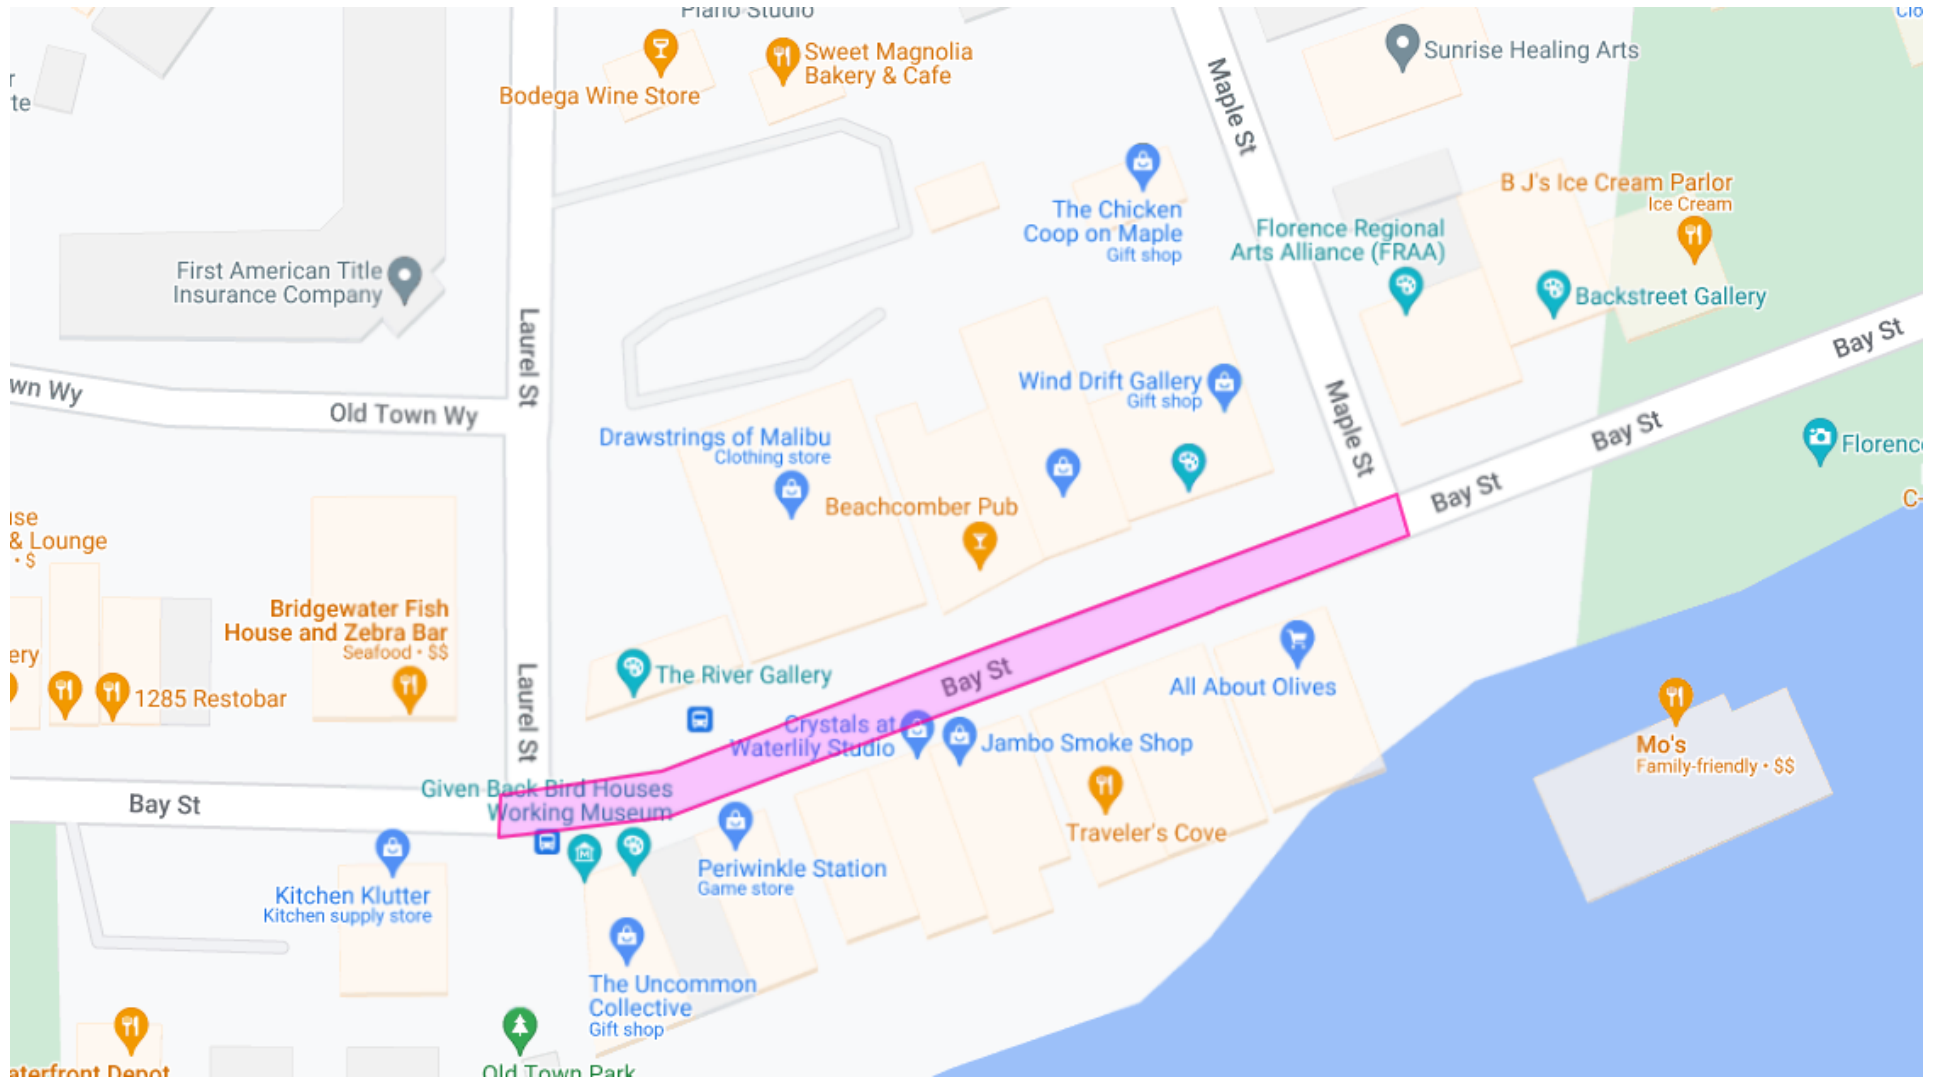 Piano Studio
Bodega Wine Store
Sweet Magnolia
Bakery & Cafe
Maple St
Sunrise Healing Arts
The Chicken
Coop on Maple
Gift shop
B J's Ice Cream Parlor
Ice Cream
Florence Regional
Arts Alliance (FRAA)
Backstreet Gallery
First American Title
Insurance Company
Laurel St
Bay St
Old Town Wy
Wind Drift Gallery
Gift shop
Maple St
Bay St
Drawstrings of Malibu
Clothing store
Beachcomber Pub
Bay St
Florence
& Lounge
• $
Bridgewater Fish
House and Zebra Bar
Seafood • $$
1285 Restobar
Laurel St
The River Gallery
Bay St
All About Olives
Crystals at
Waterlily Studio
Jambo Smoke Shop
Mo's
Family-friendly • $$
Given Back Bird Houses
Working Museum
Bay St
Traveler's Cove
Kitchen Klutter
Kitchen supply store
Periwinkle Station
Game store
The Uncommon
Collective
Gift shop
Old Town Park
aterfront Depot